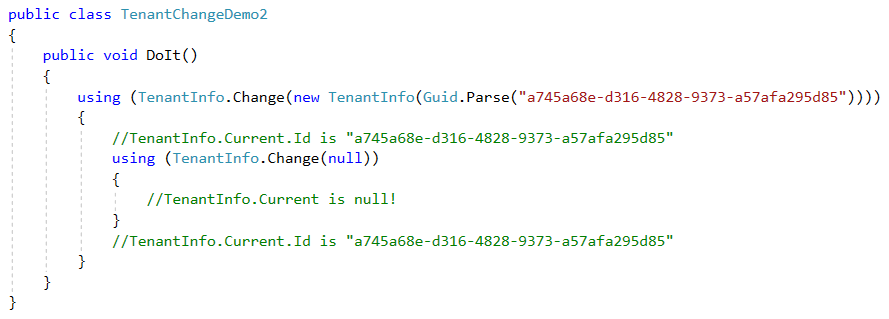 public class TenantChangeDemo2
{
    public void DoIt()
    {
        using (TenantInfo.Change(new TenantInfo(Guid.Parse("a745a68e-d316-4828-9373-a57afa295d85"))))
        {
            //TenantInfo.Current.Id is "a745a68e-d316-4828-9373-a57afa295d85"
            using (TenantInfo.Change(null))
            {
                //TenantInfo.Current is null!
            }
            //TenantInfo.Current.Id is "a745a68e-d316-4828-9373-a57afa295d85"
        }
    }
}